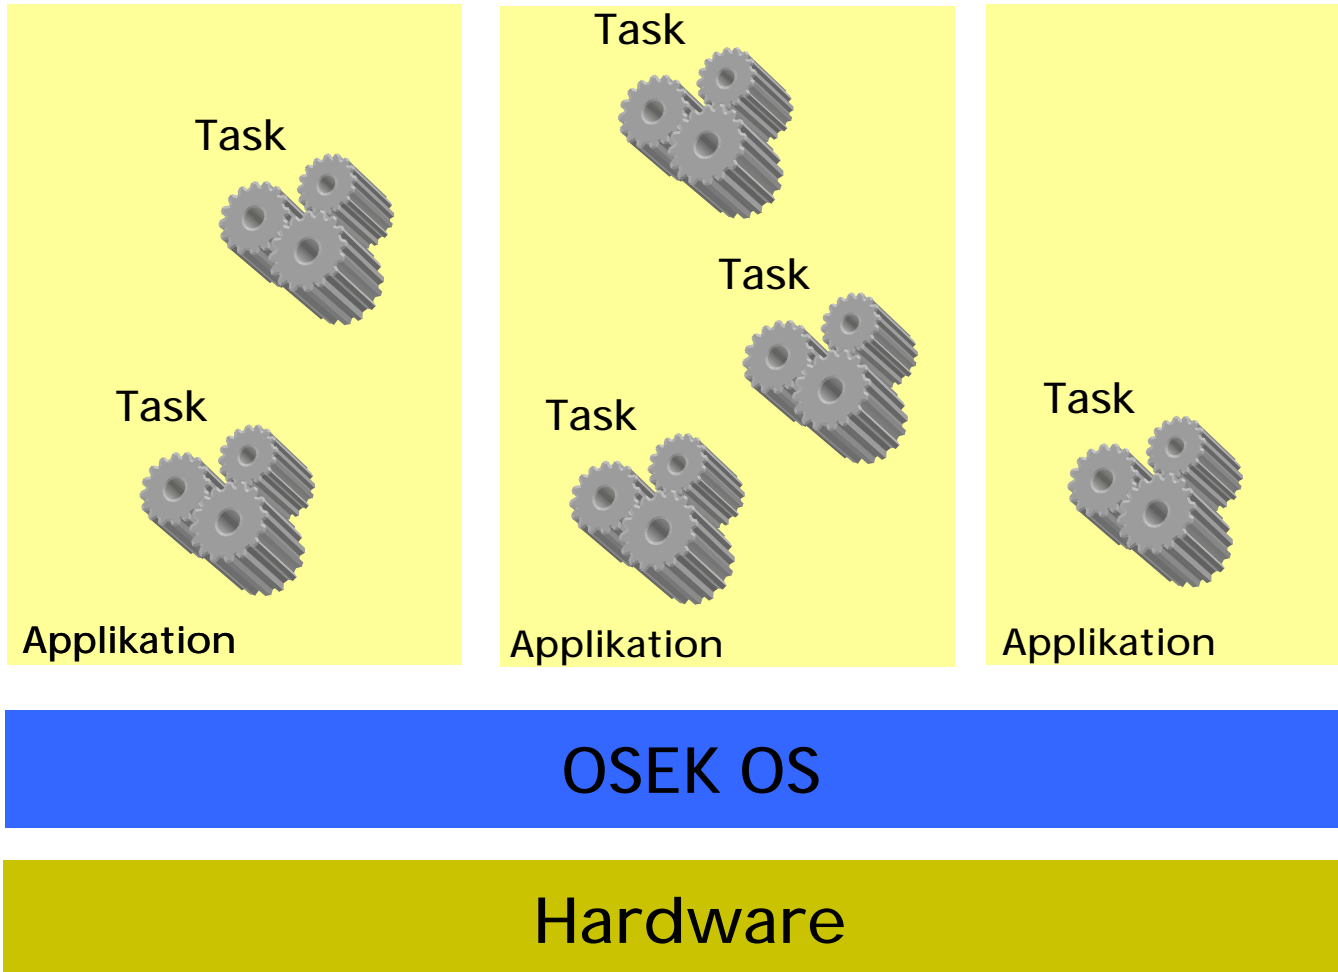 Task
Task
Applikation
Task
Task
Task
Applikation
Task
Applikation
OSEK OS
Hardware